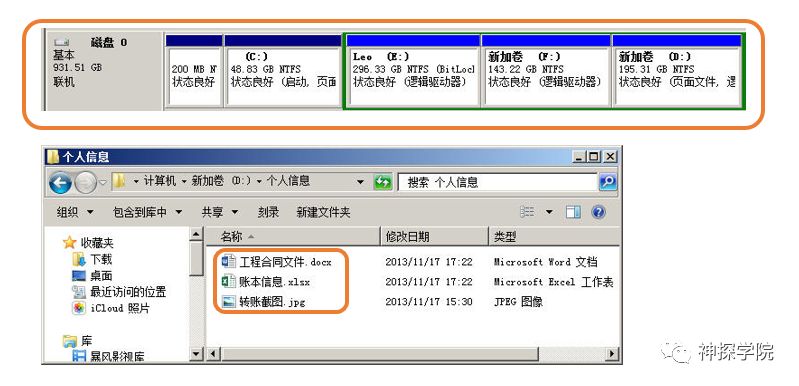 磁盘 0
基本
931.51 GB
联机
200 MB N
状态良好
(C:)
48.83 GB NTFS
状态良好 (启动, 页面
Leo (E:)
296.33 GB NTFS (BitLocl
状态良好 (逻辑驱动器)
新加卷 (F:)
143.22 GB NTFS
状态良好 (逻辑驱动器)
新加卷 (D:)
195.31 GB NTFS
状态良好 (页面文件, 逻
个人信息
计算机 新加卷 (D:) 个人信息
搜索 个人信息
组织 包含到库中 共享 刻录 新建文件夹
收藏夹
下载
桌面
最近访问的位置
iCloud 照片
库
暴风影视库
名称 修改日期 类型
工程合同文件.docx 2013/11/17 17:22 Microsoft Word 文档
账本信息.xlsx 2013/11/17 17:22 Microsoft Excel 工作表
转账截图.jpg 2013/11/17 15:30 JPEG 图像
神探学院